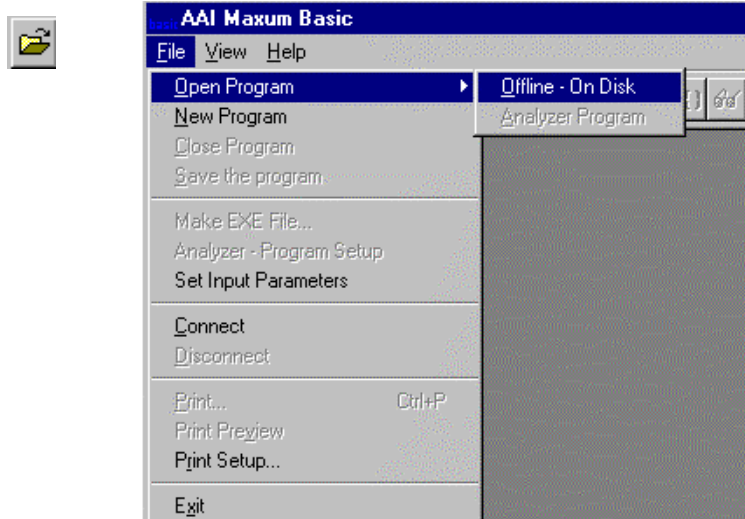 basic AAI Maxum Basic
File View Help
Open Program
Offline - On Disk
Analyzer Program
New Program
Close Program
Save the program
Make EXE File...
Analyzer - Program Setup
Set Input Parameters
Connect
Disconnect
Print... Ctrl+P
Print Preview
Print Setup...
Exit